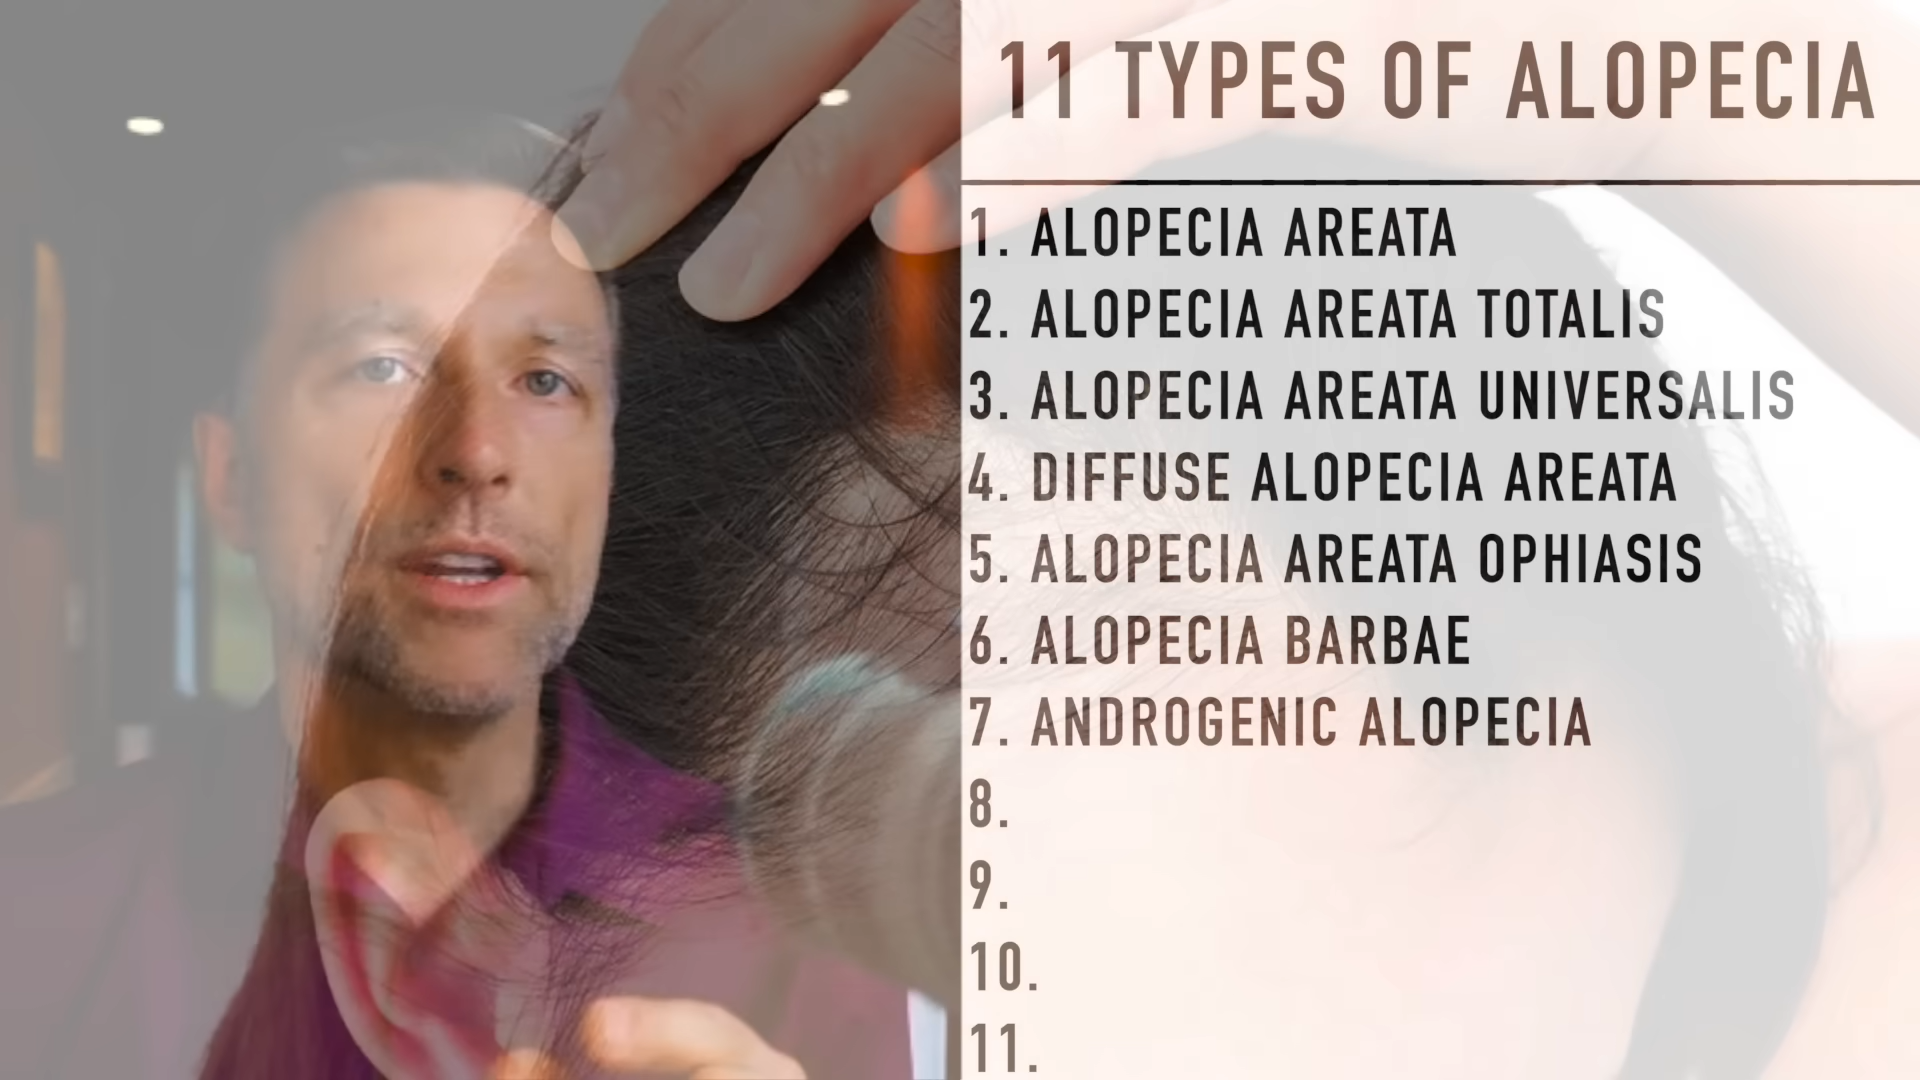 11 TYPES OF ALOPECIA
1. ALOPECIA AREATA
2. ALOPECIA AREATA TOTALIS
3. ALOPECIA AREATA UNIVERSALIS
4. DIFFUSE ALOPECIA AREATA
5. ALOPECIA AREATA OPHIASIS
6. ALOPECIA BARBAE
7. ANDROGENIC ALOPECIA
8.
9.
10.
11.